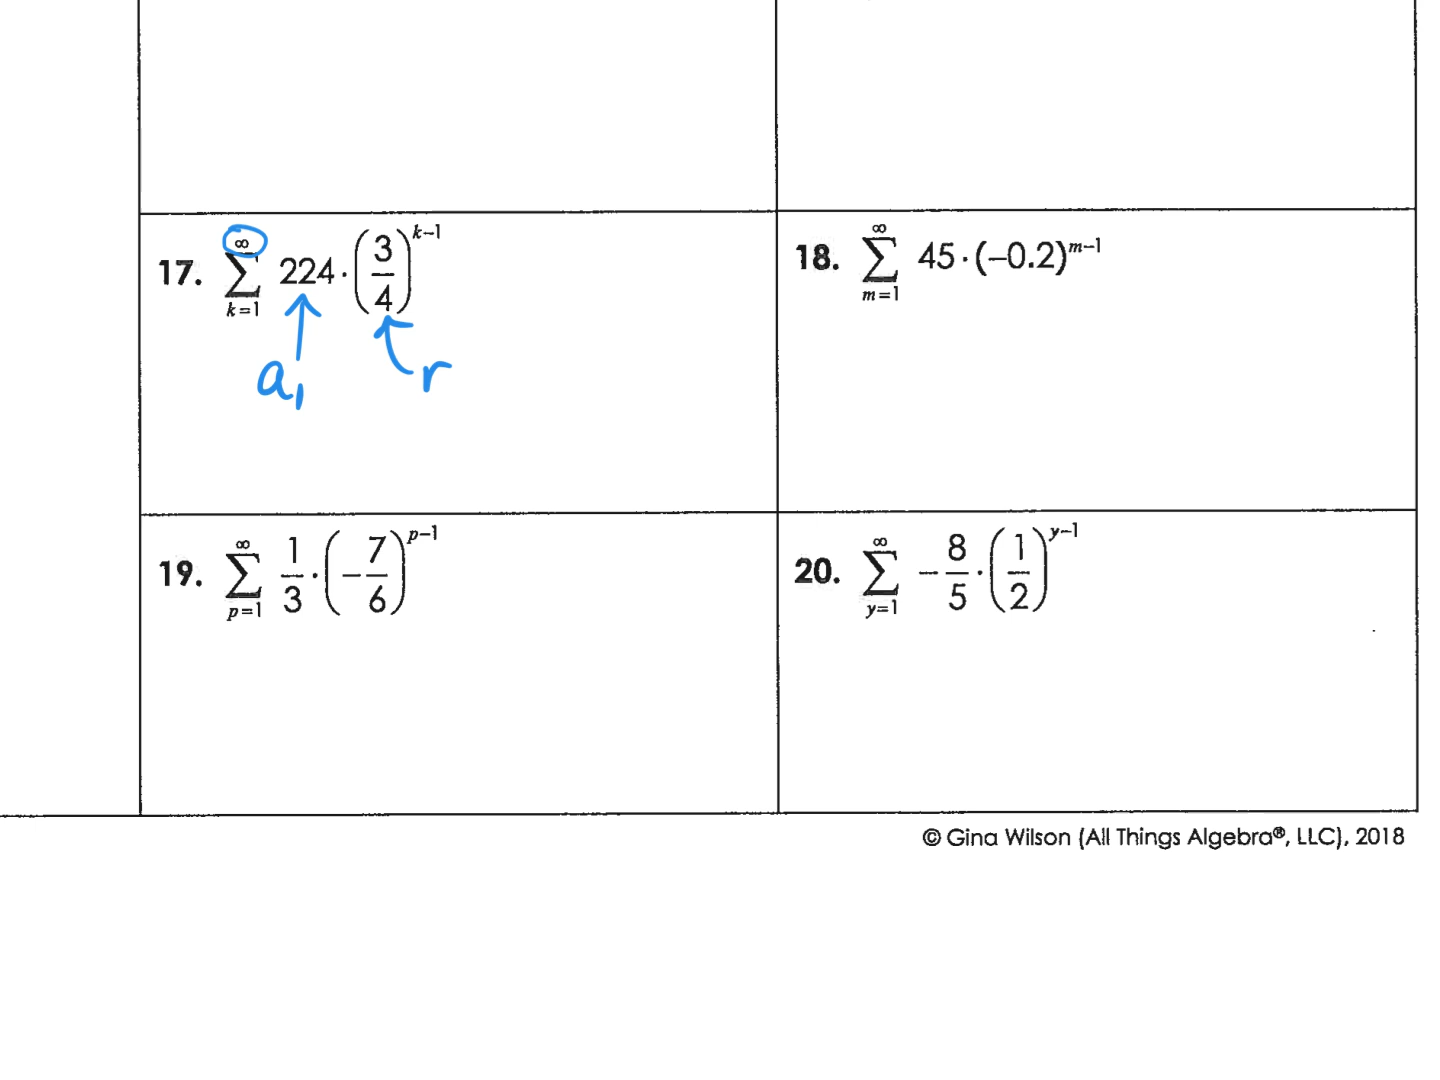 17. ∞ ∑ k=1 224 · (3/4)^k−1
a₁ r
18. ∞ ∑ m=1 45 · (−0.2)^m−1
19. ∞ ∑ p=1 1/3 · (−7/6)^p−1
20. ∞ ∑ y=1 −8/5 · (1/2)^y−1
© Gina Wilson (All Things Algebra®, LLC), 2018